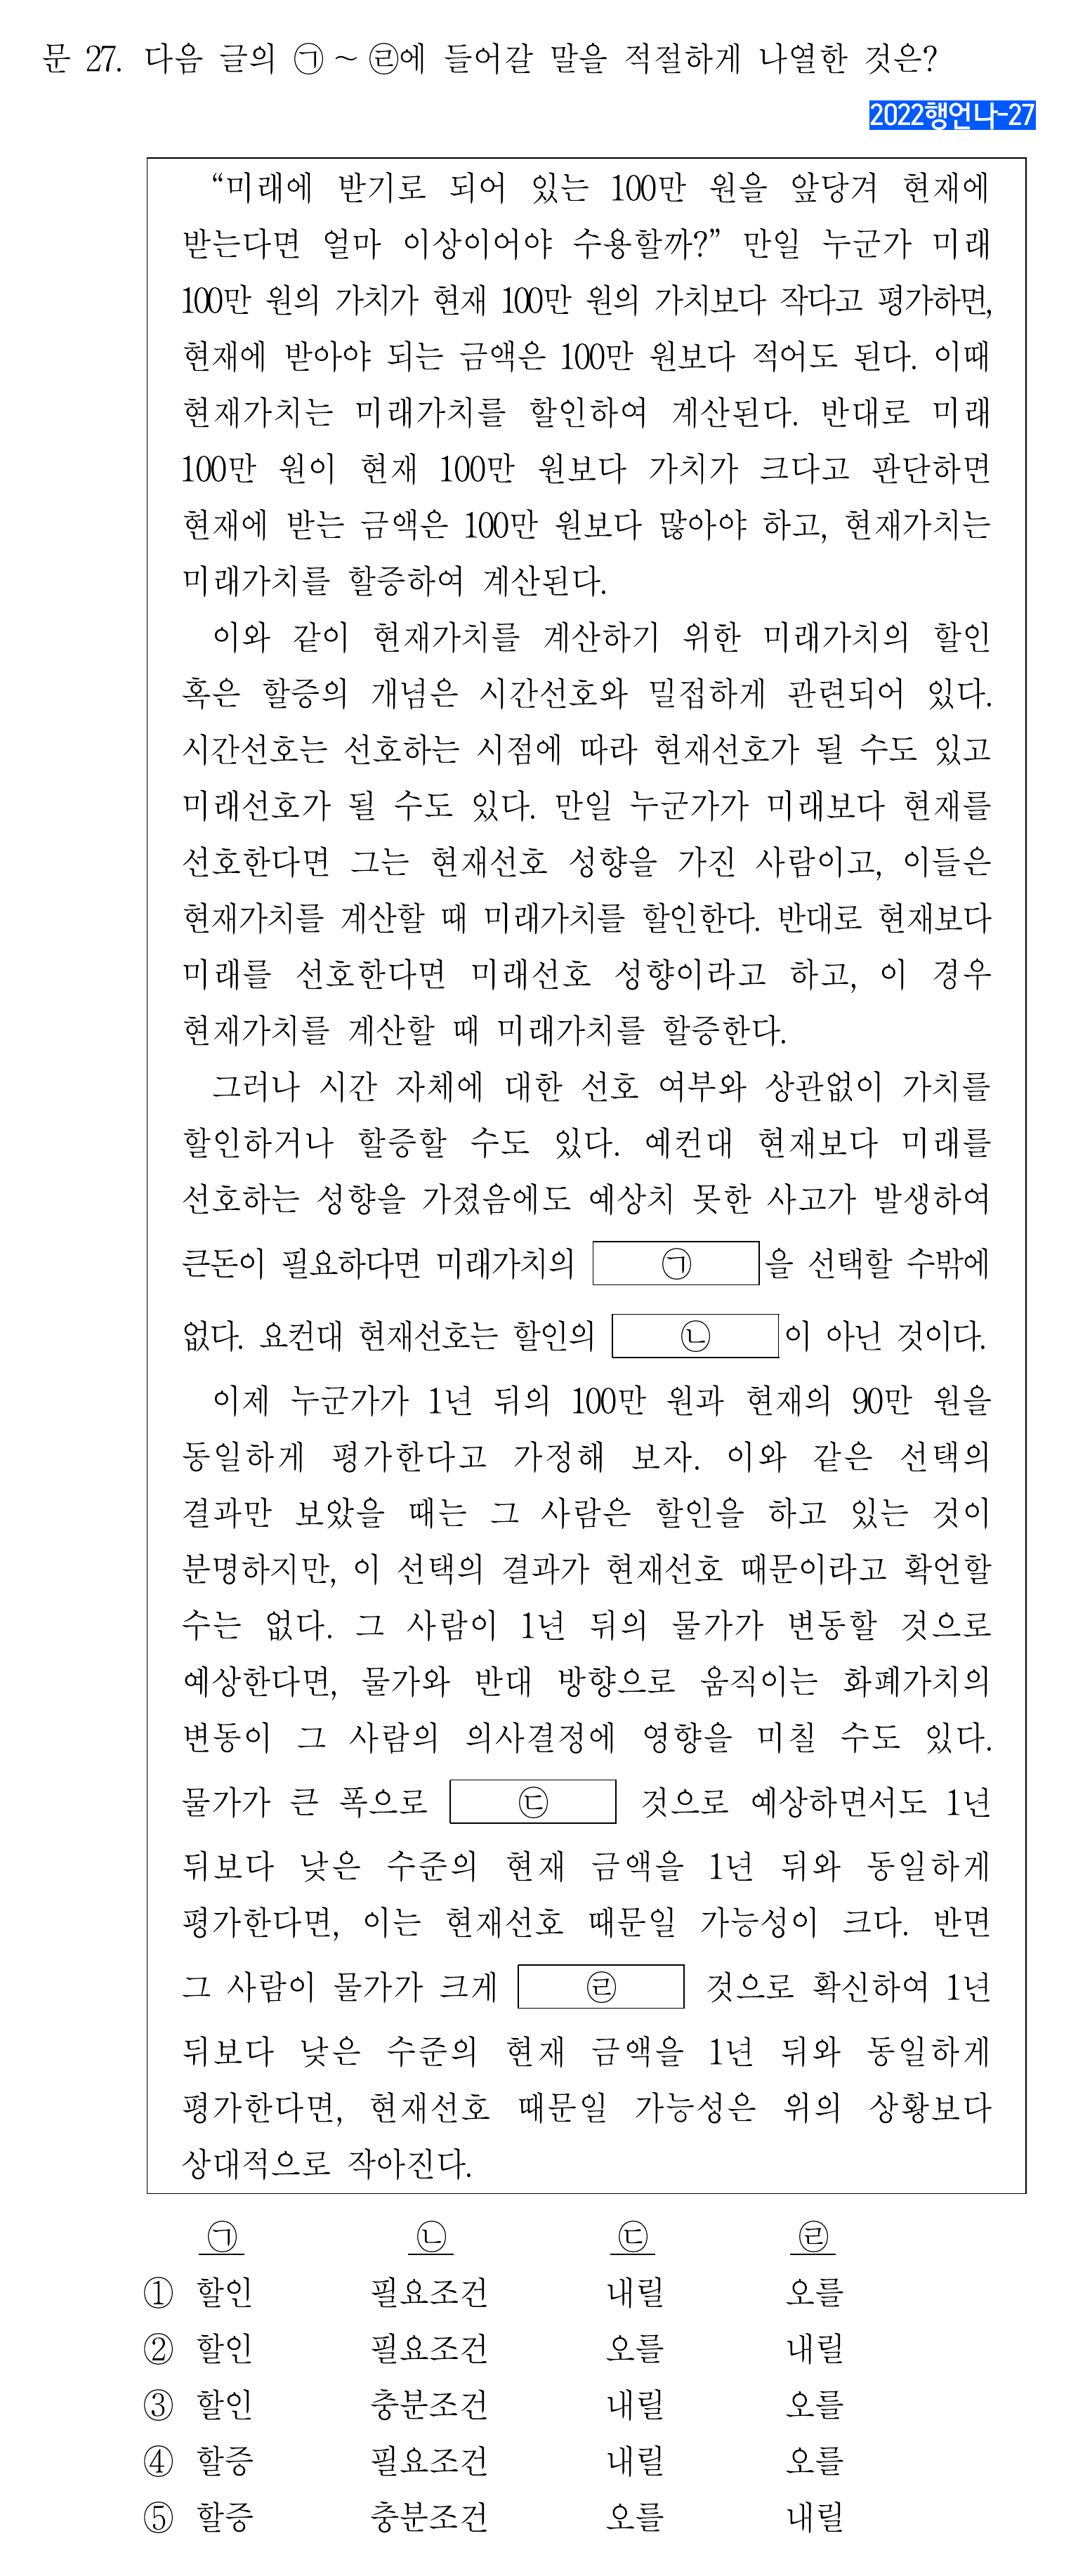 문 27. 다음 글의 ㉠ ~ ㉣에 들어갈 말을 적절하게 나열한 것은?
2022행언나-27
“미래에 받기로 되어 있는 100만 원을 앞당겨 현재에
받는다면 얼마 이상이어야 수용할까?” 만일 누군가 미래
100만 원의 가치가 현재 100만 원의 가치보다 작다고 평가하면,
현재에 받아야 되는 금액은 100만 원보다 적어도 된다. 이때
현재가치는 미래가치를 할인하여 계산된다. 반대로 미래
100만 원이 현재 100만 원보다 가치가 크다고 판단하면
현재에 받는 금액은 100만 원보다 많아야 하고, 현재가치는
미래가치를 할증하여 계산된다.
이와 같이 현재가치를 계산하기 위한 미래가치의 할인
혹은 할증의 개념은 시간선호와 밀접하게 관련되어 있다.
시간선호는 선호하는 시점에 따라 현재선호가 될 수도 있고
미래선호가 될 수도 있다. 만일 누군가가 미래보다 현재를
선호한다면 그는 현재선호 성향을 가진 사람이고, 이들은
현재가치를 계산할 때 미래가치를 할인한다. 반대로 현재보다
미래를 선호한다면 미래선호 성향이라고 하고, 이 경우
현재가치를 계산할 때 미래가치를 할증한다.
그러나 시간 자체에 대한 선호 여부와 상관없이 가치를
할인하거나 할증할 수도 있다. 예컨대 현재보다 미래를
선호하는 성향을 가졌음에도 예상치 못한 사고가 발생하여
큰돈이 필요하다면 미래가치의 ㉠ 을 선택할 수밖에
없다. 요컨대 현재선호는 할인의 ㉡ 이 아닌 것이다.
이제 누군가가 1년 뒤의 100만 원과 현재의 90만 원을
동일하게 평가한다고 가정해 보자. 이와 같은 선택의
결과만 보았을 때는 그 사람은 할인을 하고 있는 것이
분명하지만, 이 선택의 결과가 현재선호 때문이라고 확언할
수는 없다. 그 사람이 1년 뒤의 물가가 변동할 것으로
예상한다면, 물가와 반대 방향으로 움직이는 화폐가치의
변동이 그 사람의 의사결정에 영향을 미칠 수도 있다.
물가가 큰 폭으로 ㉢ 것으로 예상하면서도 1년
뒤보다 낮은 수준의 현재 금액을 1년 뒤와 동일하게
평가한다면, 이는 현재선호 때문일 가능성이 크다. 반면
그 사람이 물가가 크게 ㉣ 것으로 확신하여 1년
뒤보다 낮은 수준의 현재 금액을 1년 뒤와 동일하게
평가한다면, 현재선호 때문일 가능성은 위의 상황보다
상대적으로 작아진다.
㉠ ㉡ ㉢ ㉣
① 할인 필요조건 내릴 오를
② 할인 필요조건 오를 내릴
③ 할인 충분조건 내릴 오를
④ 할증 필요조건 내릴 오를
⑤ 할증 충분조건 오를 내릴